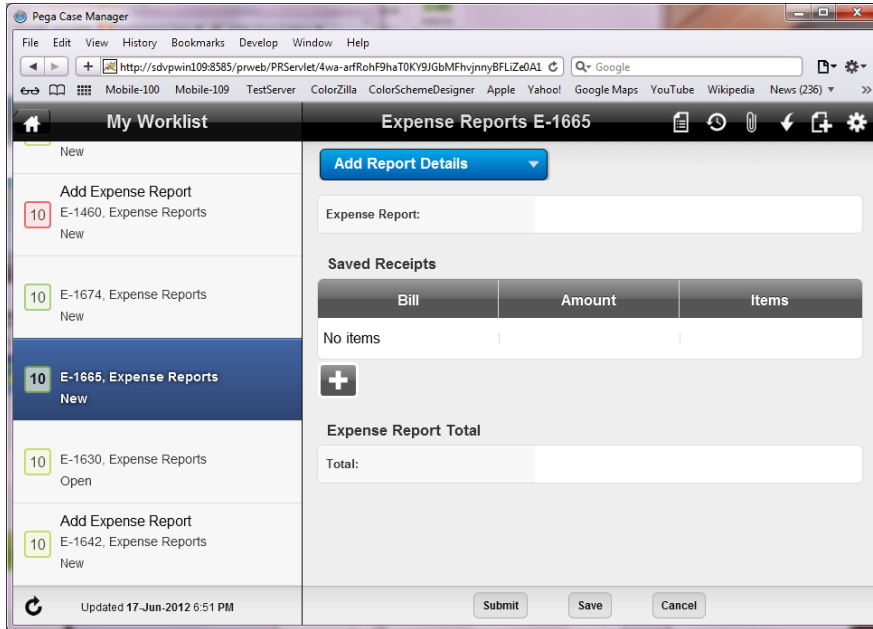 Pega Case Manager
File Edit View History Bookmarks Develop Window Help
http://sdvpwin109:8585/prweb/PRServlet/4wa-arfRohF9haT0KY9JGbMFhvjnnyBFLiZe0A1 Google
Mobile-100 Mobile-109 TestServer ColorZilla ColorSchemeDesigner Apple Yahoo! Google Maps YouTube Wikipedia News (236) ▾ »
My Worklist
Expense Reports E-1665
New
Add Expense Report
10 E-1460, Expense Reports
New
10 E-1674, Expense Reports
New
10 E-1665, Expense Reports
New
10 E-1630, Expense Reports
Open
Add Expense Report
10 E-1642, Expense Reports
New
Updated 17-Jun-2012 6:51 PM
Add Report Details
Expense Report:
Saved Receipts
Bill Amount Items
No items
Expense Report Total
Total:
Submit Save Cancel